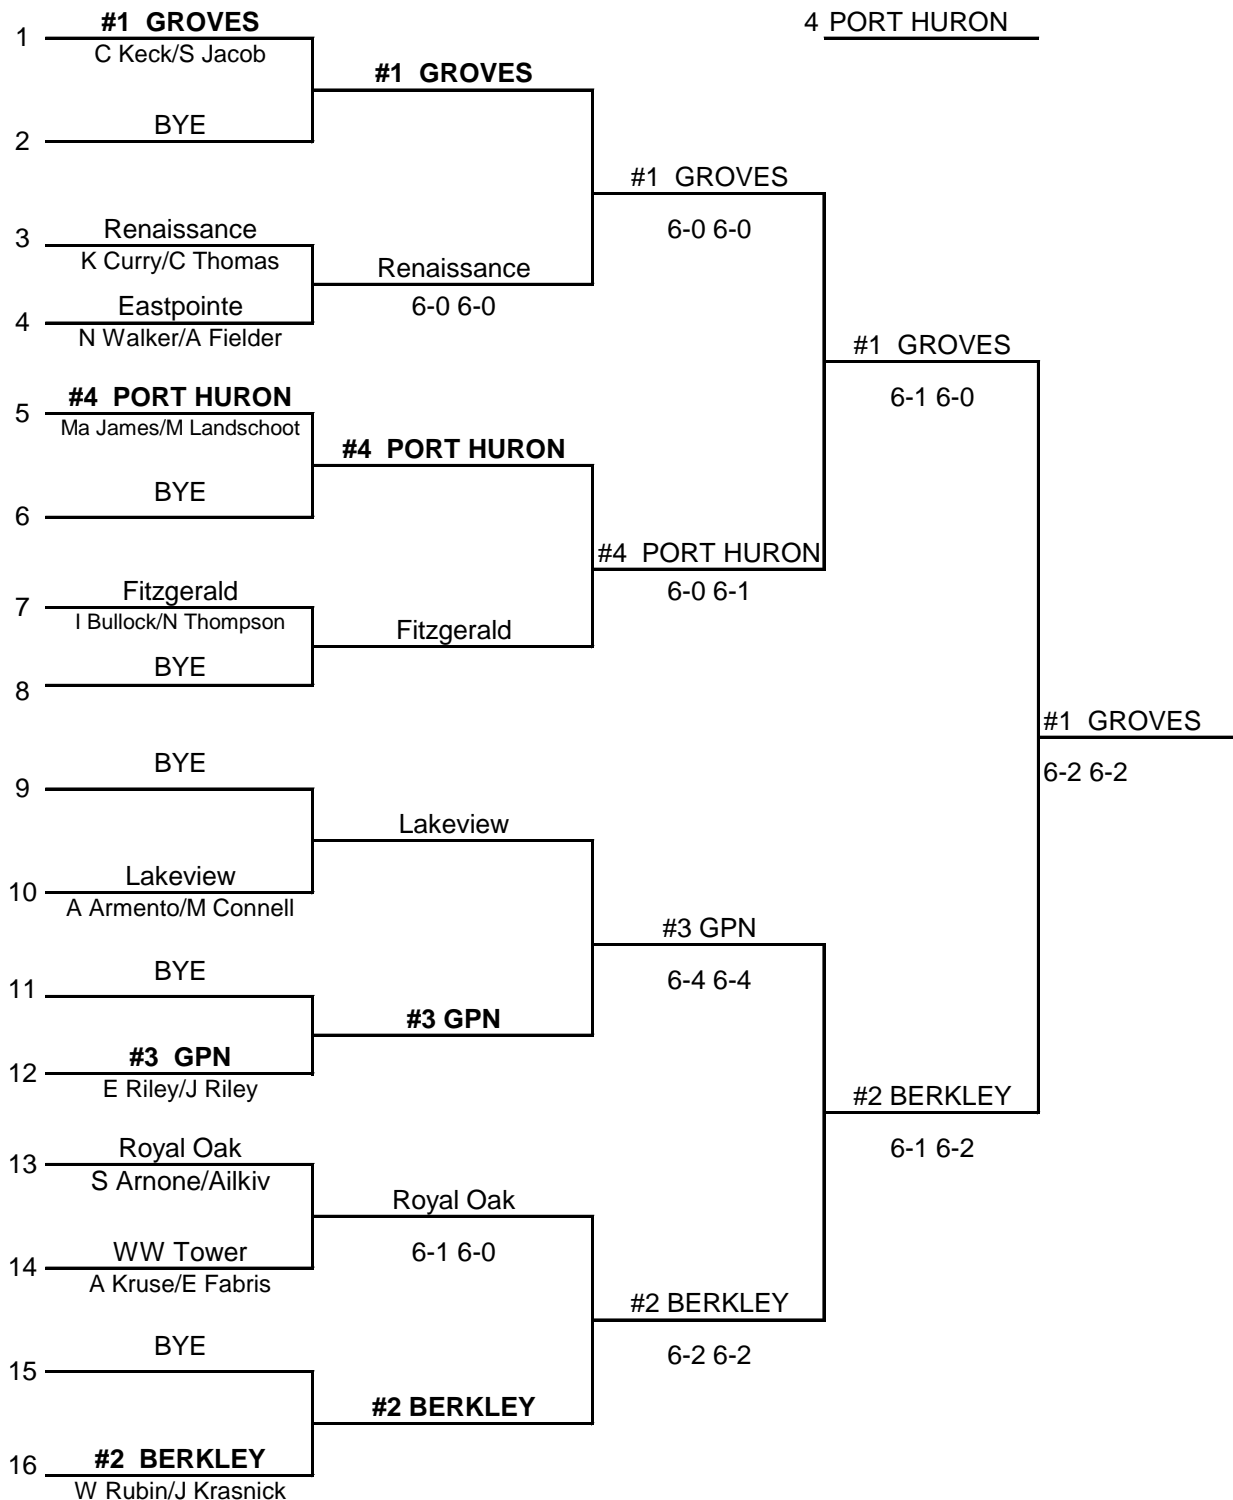 #1 GROVES
4 PORT HURON
1
C Keck/S Jacob
#1 GROVES
BYE
2
#1 GROVES
6-0 6-0
Renaissance
3
K Curry/C Thomas
Renaissance
6-0 6-0
Eastpointe
4
N Walker/A Fielder
#1 GROVES
6-1 6-0
#4 PORT HURON
5
Ma James/M Landschoot
#4 PORT HURON
BYE
6
#4 PORT HURON
6-0 6-1
Fitzgerald
7
I Bullock/N Thompson
Fitzgerald
BYE
8
#1 GROVES
6-2 6-2
BYE
9
Lakeview
Lakeview
10
A Armento/M Connell
#3 GPN
6-4 6-4
BYE
11
#3 GPN
#3 GPN
12
E Riley/J Riley
#2 BERKLEY
6-1 6-2
Royal Oak
13
S Arnone/Ailkiv
Royal Oak
6-1 6-0
WW Tower
14
A Kruse/E Fabris
#2 BERKLEY
6-2 6-2
BYE
15
#2 BERKLEY
#2 BERKLEY
16
W Rubin/J Krasnick